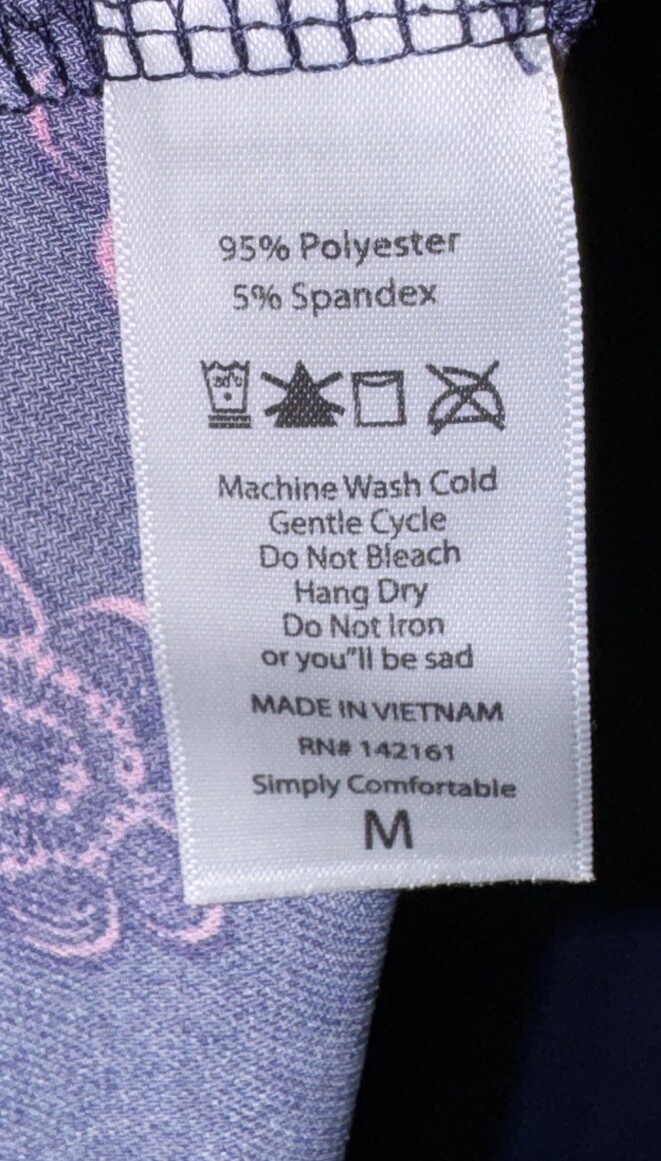 95% Polyester
5% Spandex
30°C
Machine Wash Cold
Gentle Cycle
Do Not Bleach
Hang Dry
Do Not Iron
or you"ll be sad
MADE IN VIETNAM
RN# 142161
Simply Comfortable
M